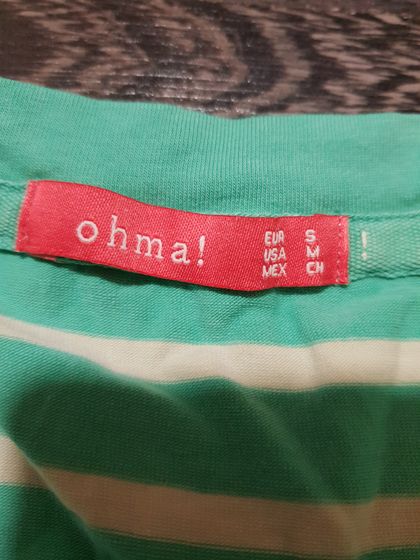 ohma!
EUR S
USA M
MEX CH
!